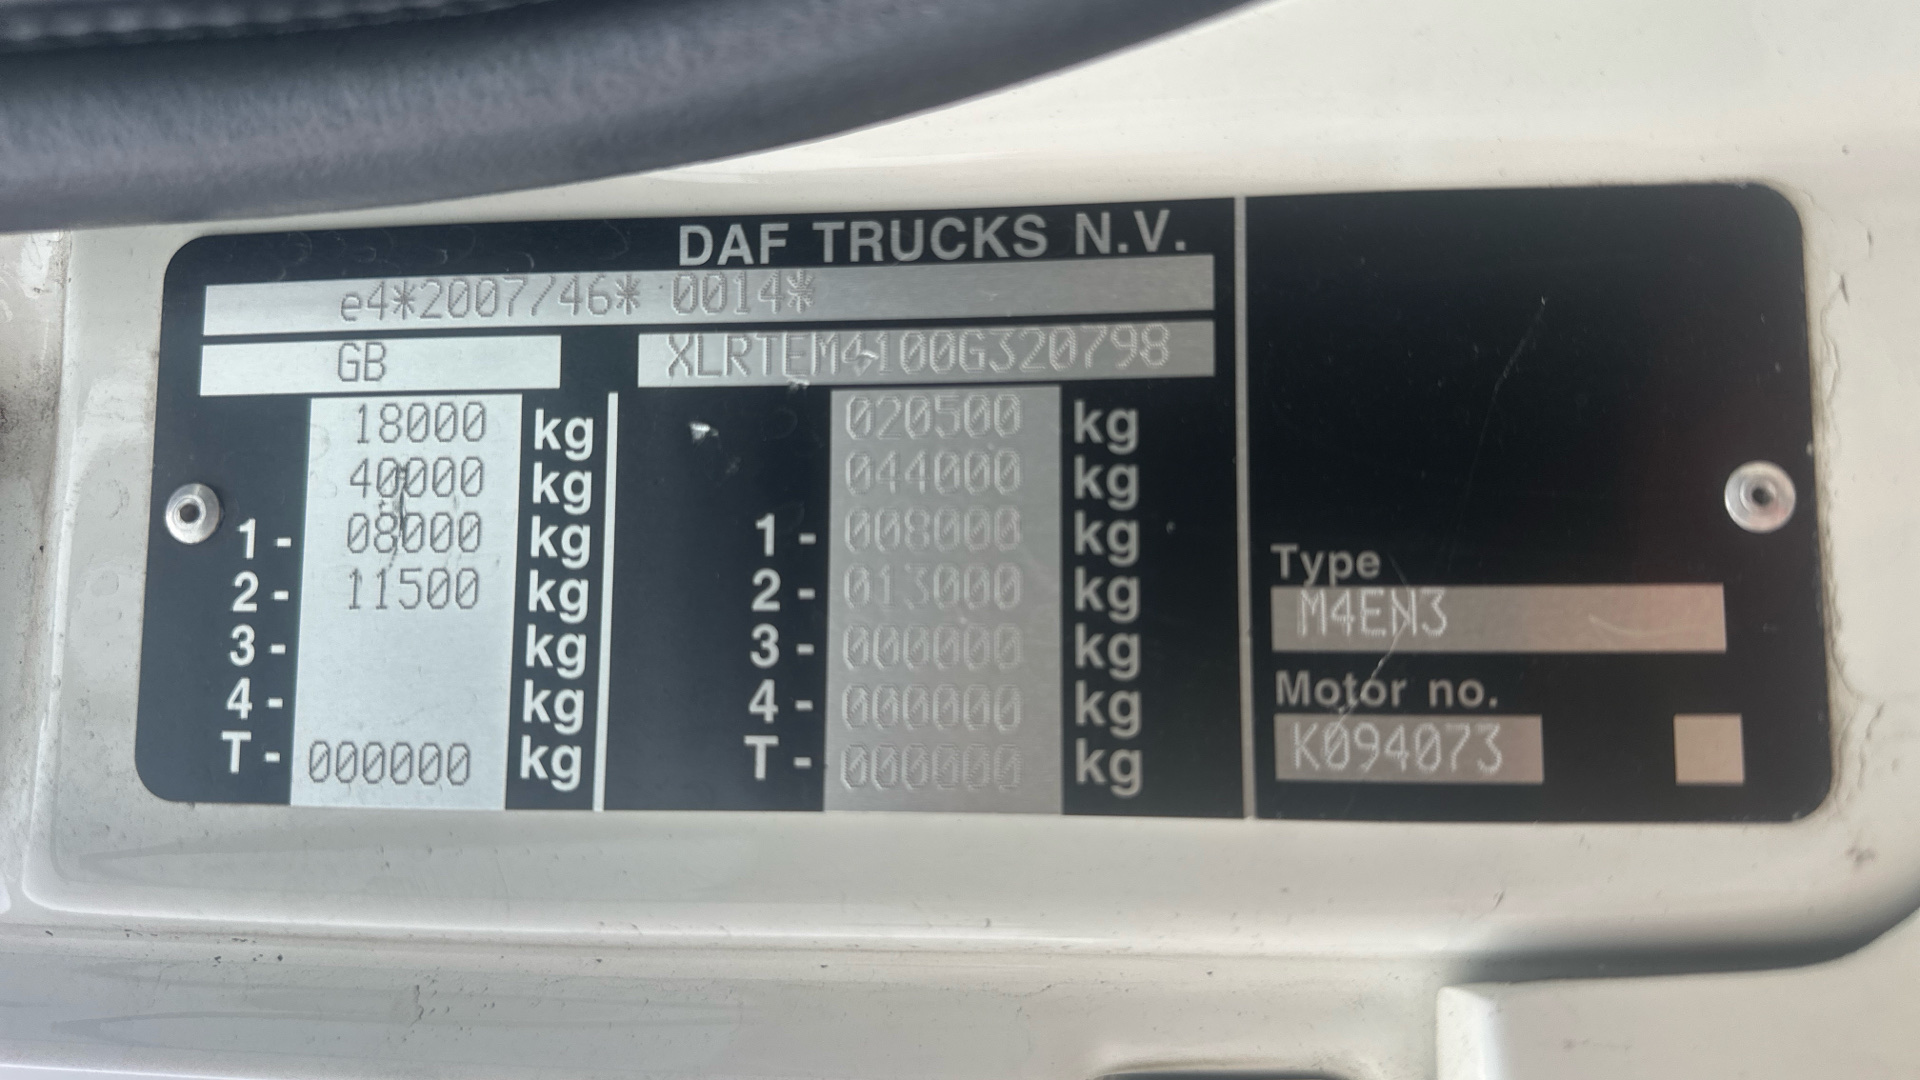 DAF TRUCKS N.V.
e4*2007/46* 0014*
GB XLRTEM4100G320798
18000 kg 020500 kg
40000 kg 044000 kg
1- 08000 kg 1- 008000 kg
2- 11500 kg 2- 013000 kg
3- kg 3- 000000 kg
4- kg 4- 000000 kg
T- 000000 kg T- 000000 kg
Type
M4EN3
Motor no.
K094073